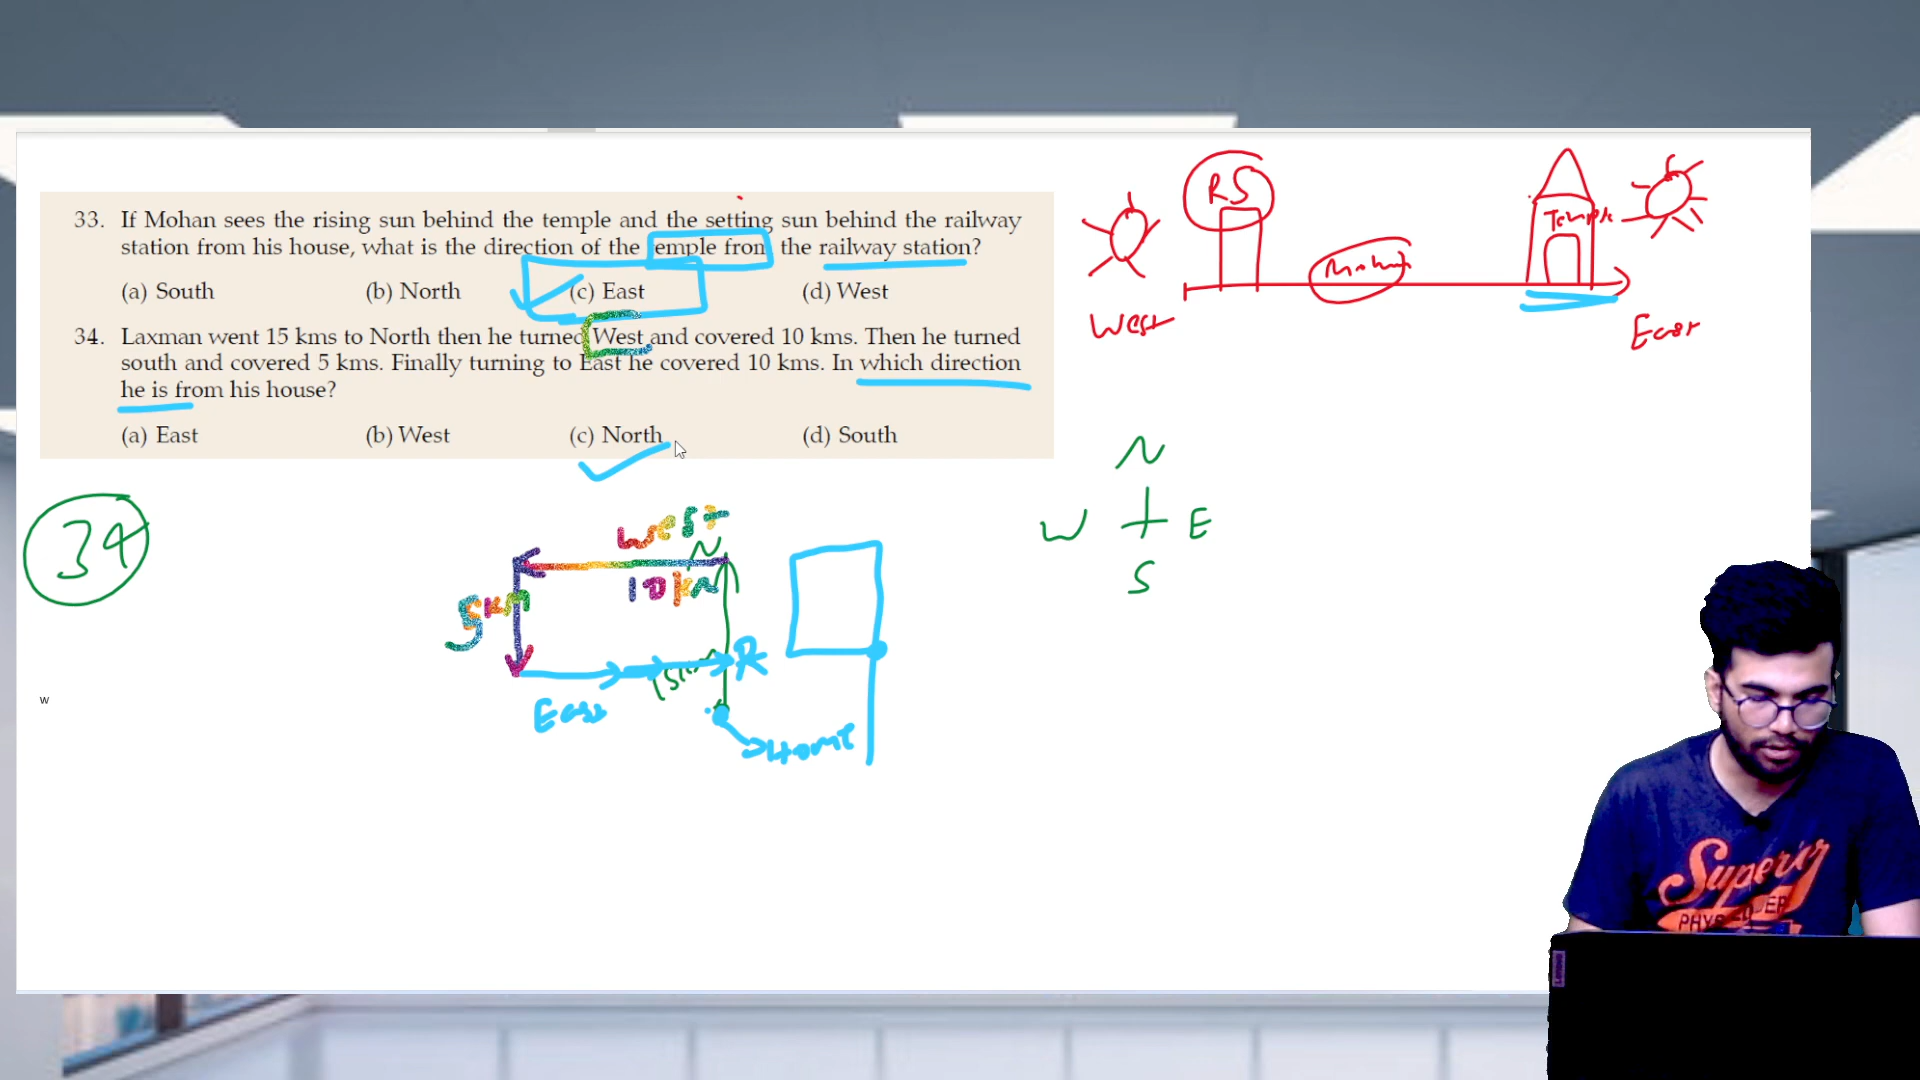 33. If Mohan sees the rising sun behind the temple and the setting sun behind the railway
station from his house, what is the direction of the emple from the railway station?
(a) South (b) North (c) East (d) West
34. Laxman went 15 kms to North then he turned West and covered 10 kms. Then he turned
south and covered 5 kms. Finally turning to East he covered 10 kms. In which direction
he is from his house?
(a) East (b) West (c) North (d) South
RS
Temple
Mohan
West
East
N
W E
S
34
West
N
10km
5km
R
15km
East
Home
w
Superior